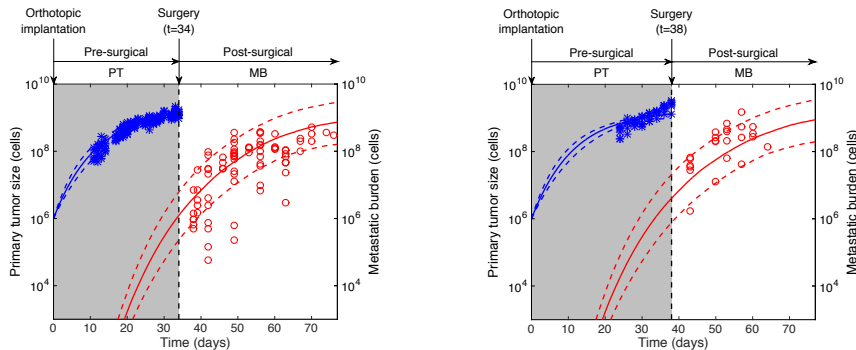 Orthotopic
implantation
Surgery
(t=34)
Pre-surgical
Post-surgical
PT
MB
10^10
10^8
10^6
10^4
Primary tumor size (cells)
10^10
10^8
10^6
10^4
Metastatic burden (cells)
0 10 20 30 40 50 60 70
Time (days)
Orthotopic
implantation
Surgery
(t=38)
Pre-surgical
Post-surgical
PT
MB
10^10
10^8
10^6
10^4
Primary tumor size (cells)
10^10
10^8
10^6
10^4
Metastatic burden (cells)
0 10 20 30 40 50 60 70
Time (days)